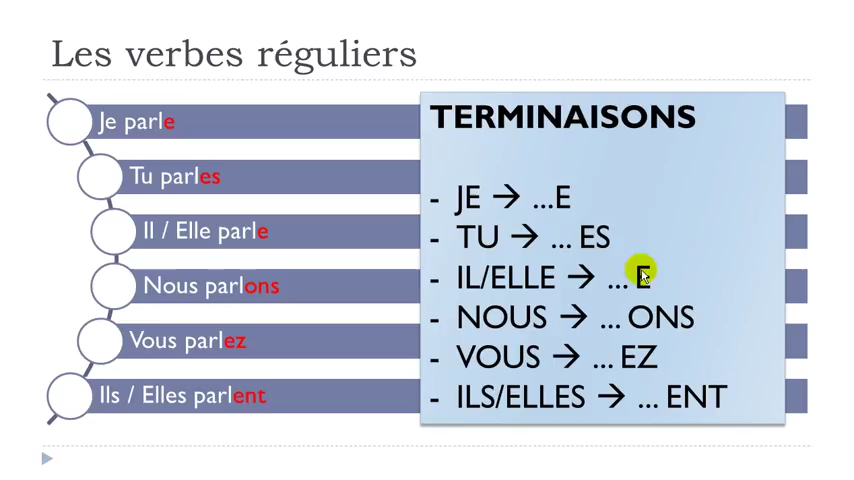 Les verbes réguliers
Je parle
Tu parles
Il / Elle parle
Nous parlons
Vous parlez
Ils / Elles parlent
TERMINAISONS
- JE → ...E
- TU → ... ES
- IL/ELLE → ... E
- NOUS → ... ONS
- VOUS → ... EZ
- ILS/ELLES → ... ENT